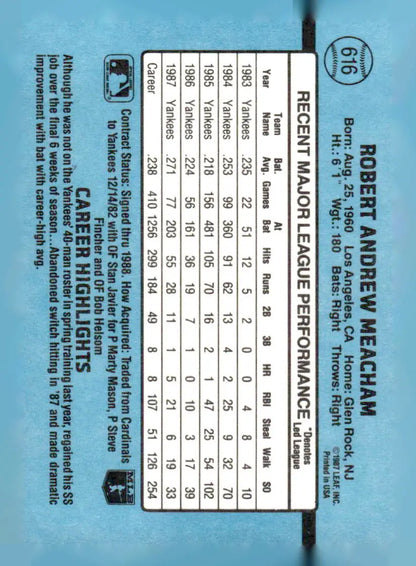 616
ROBERT ANDREW MEACHAM
Born: Aug. 25, 1960 Los Angeles, CA Home: Glen Rock, NJ
Ht.: 6'1" Wgt.: 180 Bats: Right Throws: Right
©1987 LEAF, INC.
Printed in USA
RECENT MAJOR LEAGUE PERFORMANCE *Denotes Led League
Year Team Name Bat. Avg. Games At Bat Hits Runs 2B 3B HR RBI Steal Walk SO
1983 Yankees .235 22 51 12 5 2 0 0 4 8 4 10
1984 Yankees .253 99 360 91 62 13 4 2 25 9 32 70
1985 Yankees .218 156 481 105 70 16 2 1 47 25 54 102
1986 Yankees .224 56 161 36 19 7 1 0 10 3 17 39
1987 Yankees .271 77 203 55 28 11 1 5 21 6 19 33
Career .238 410 1256 299 184 49 8 8 107 51 126 254
Contract Status: Signed thru 1998. How Acquired: Traded from Cardinals
to Yankees 12/4/82 with OF Stan Javier for P Marty Mason, P Steve
Fincher and OF Bob Helsom
CAREER HIGHLIGHTS
Although he was not on the Yankees' 40-man roster in spring training last year, regained his SS
job over the final 6 weeks of season...Abandoned switch hitting in '87 and made dramatic
improvement with bat with career-high avg.